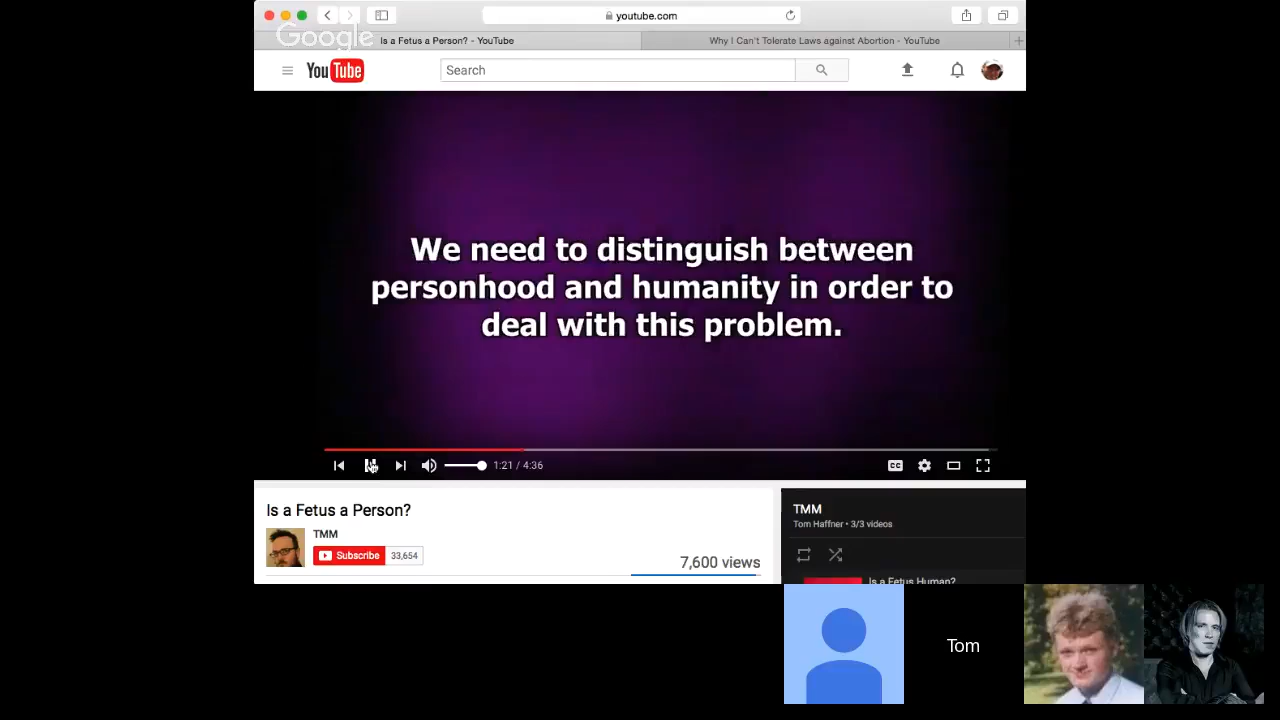 youtube.com
Google
Is a Fetus a Person? - YouTube
Why I Can't Tolerate Laws against Abortion - YouTube
YouTube
Search
We need to distinguish between
personhood and humanity in order to
deal with this problem.
1:21 / 4:36
CC
Is a Fetus a Person?
TMM
Subscribe 33,654
7,600 views
TMM
Tom Haffner • 3/3 videos
Is a Fetus Human?
Tom